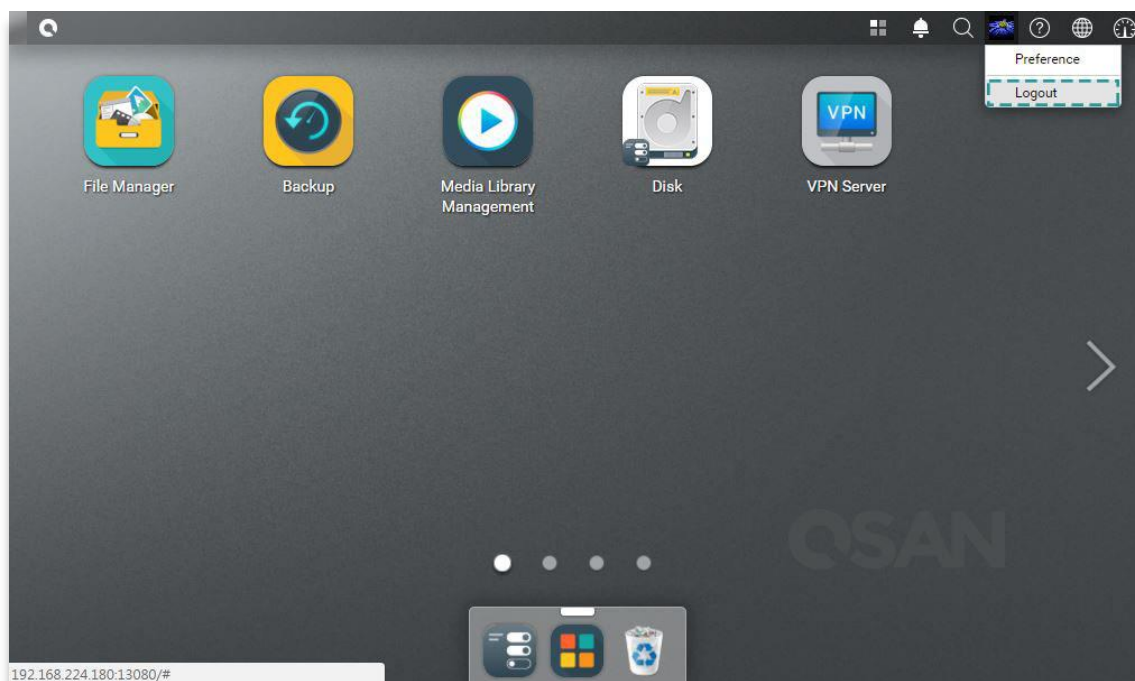 Preference
Logout
VPN
File Manager
Backup
Media Library
Management
Disk
VPN Server
QSAN
192.168.224.180:13080/#